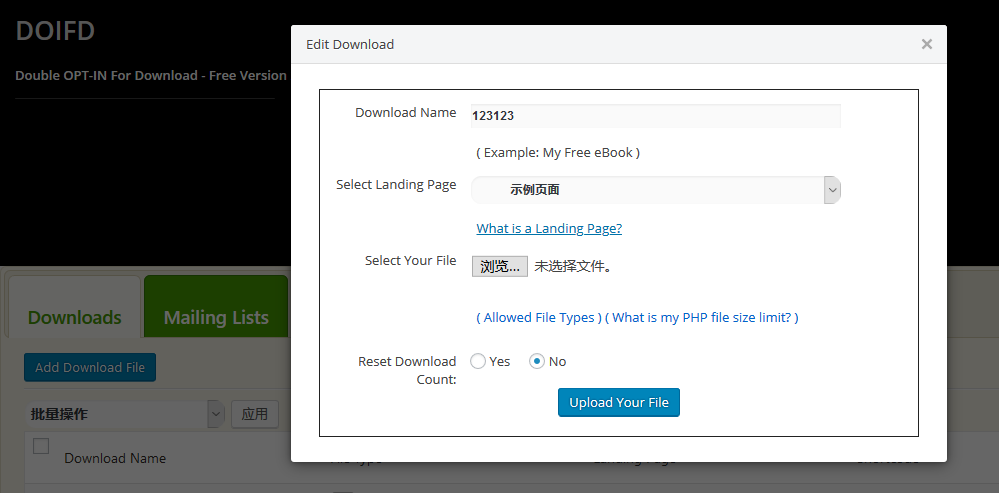 DOIFD
Double OPT-IN For Download - Free Version
Edit Download
Download Name
123123
( Example: My Free eBook )
Select Landing Page
示例页面
What is a Landing Page?
Select Your File
浏览... 未选择文件。
( Allowed File Types ) ( What is my PHP file size limit? )
Reset Download Count:
Yes No
Upload Your File
Downloads
Mailing Lists
Add Download File
批量操作
应用
Download Name